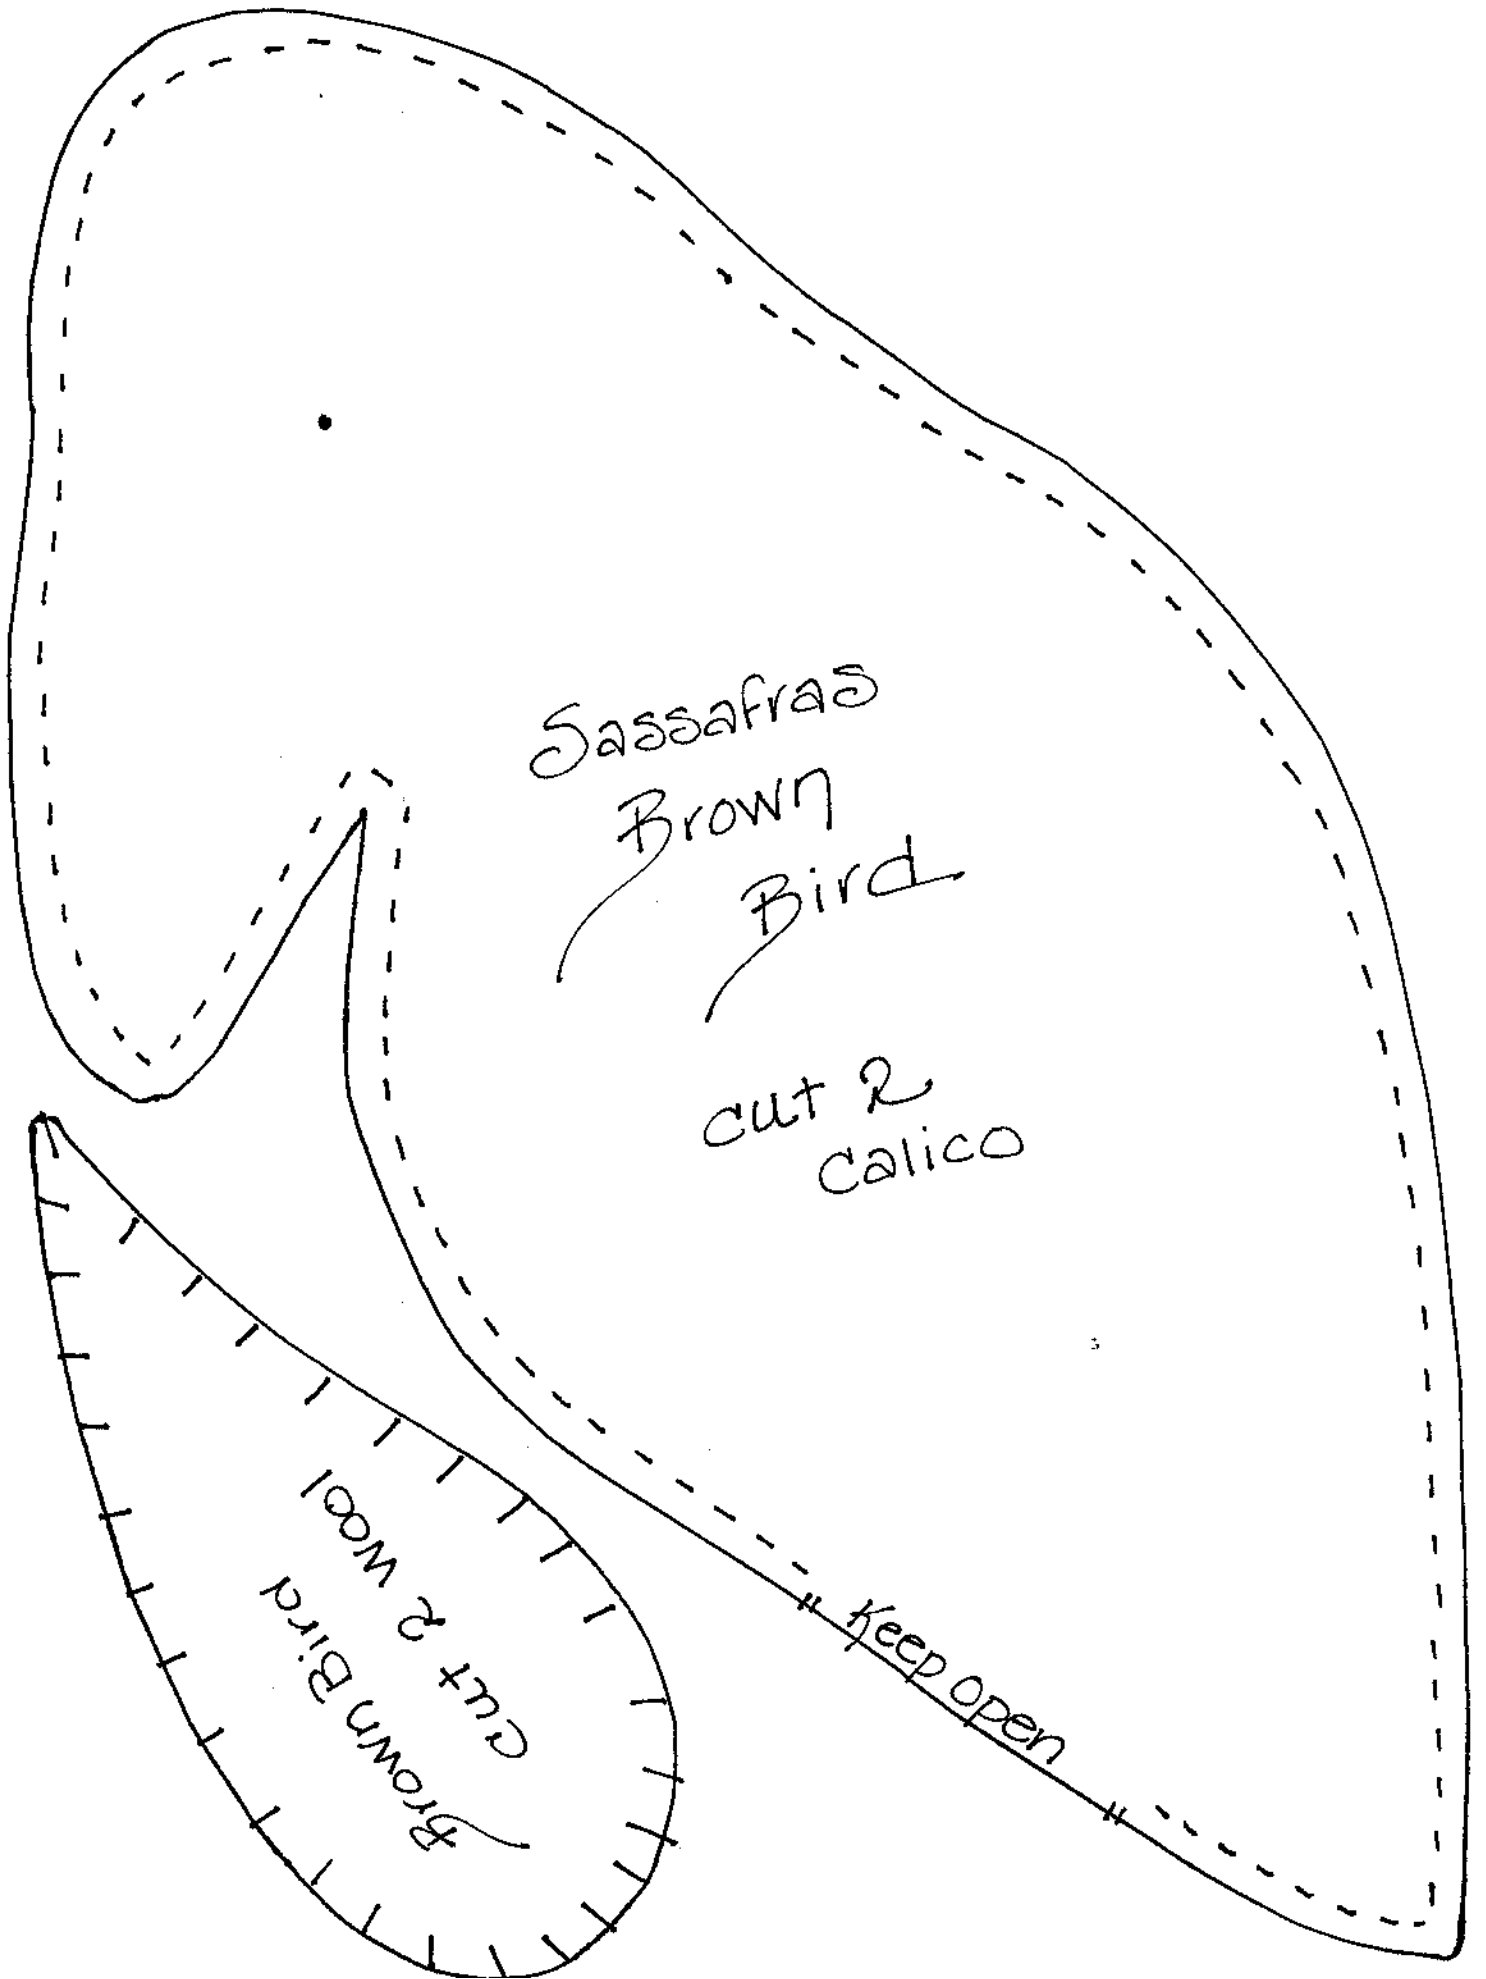 Sassafras
Brown
Bird
cut 2
calico
Keep open
Brown Bird
cut 2 wool